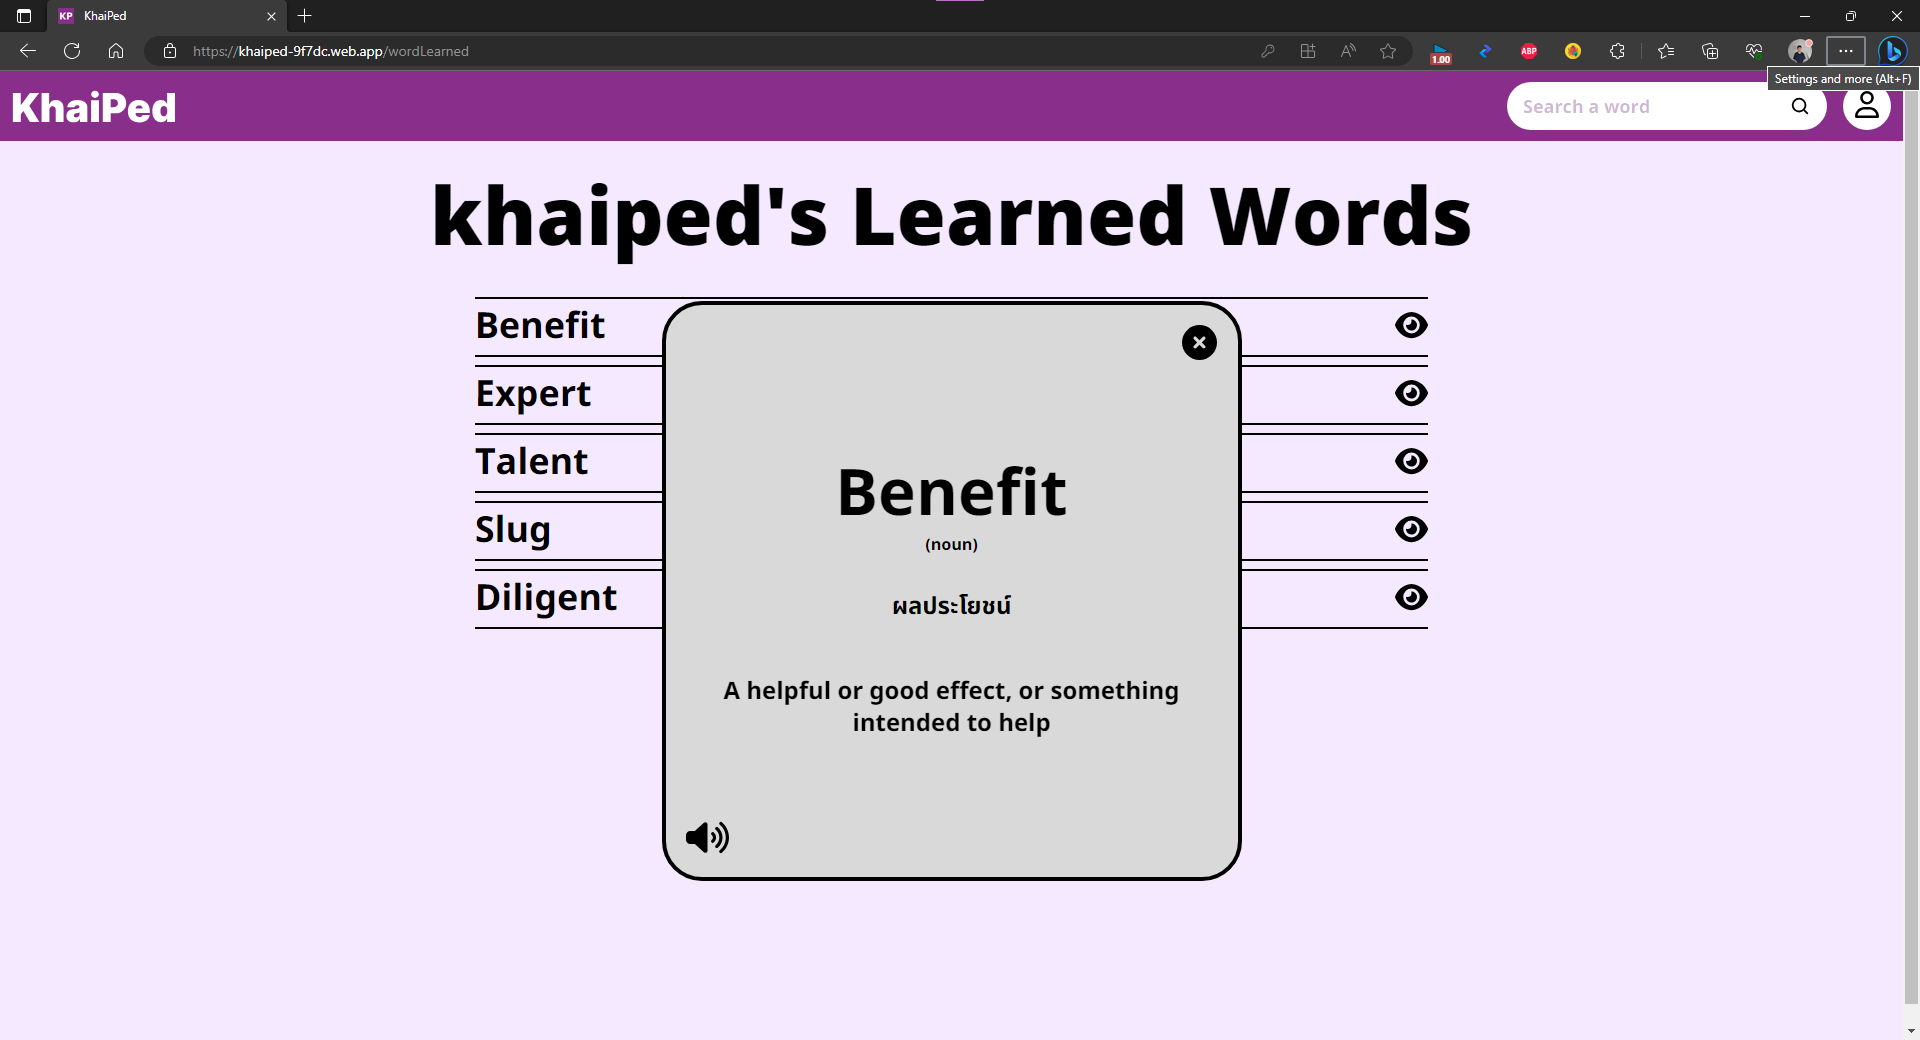 KP KhaiPed
https://khaiped-9f7dc.web.app/wordLearned
1.00
ABP
Settings and more (Alt+F)
KhaiPed
Search a word
khaiped's Learned Words
Benefit
Expert
Talent
Slug
Diligent
Benefit
(noun)
ผลประโยชน์
A helpful or good effect, or something
intended to help